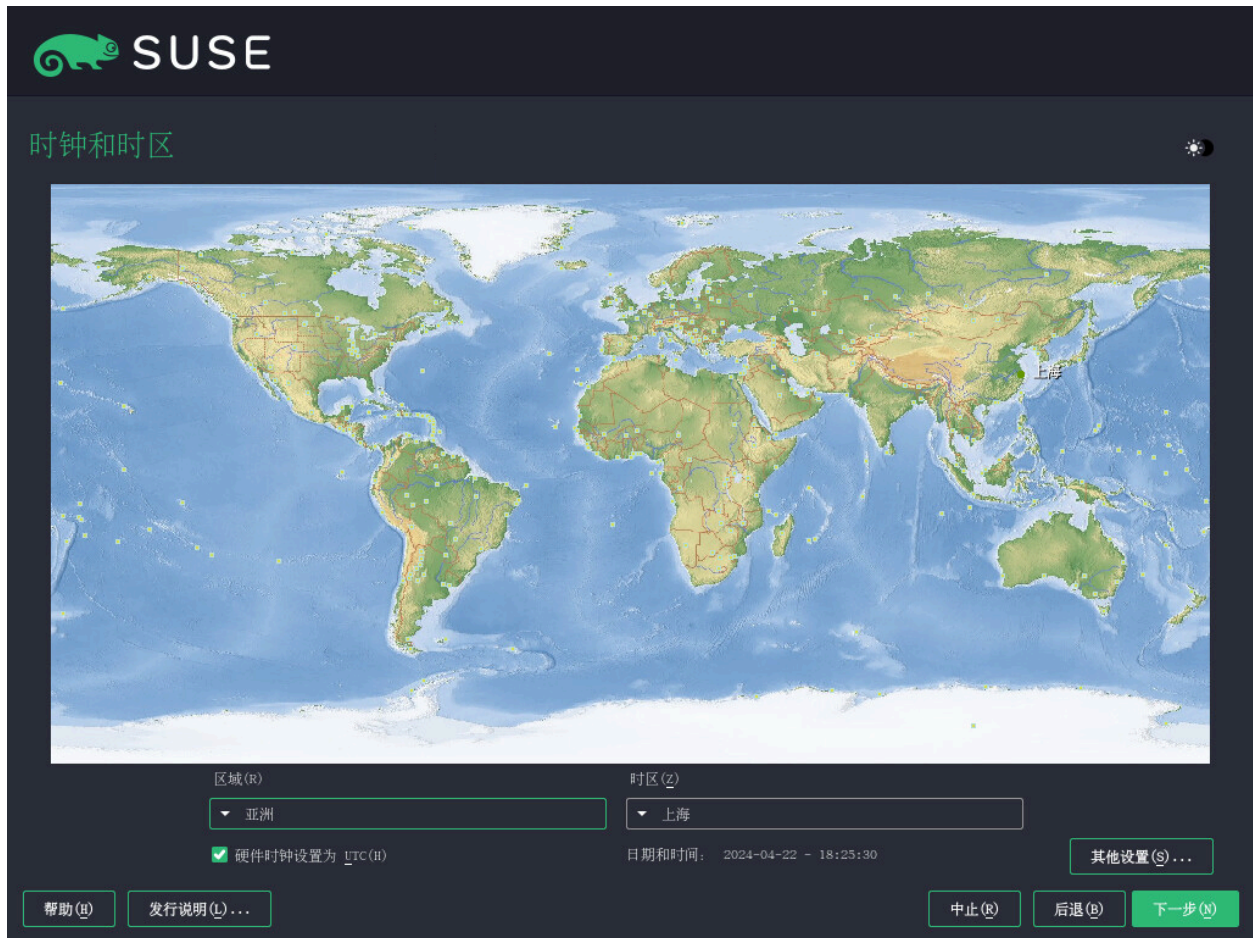 SUSE
时钟和时区
上海
区域(R)
时区(Z)
亚洲
上海
硬件时钟设置为 UTC(H)
日期和时间: 2024-04-22 - 18:25:30
其他设置(S)...
帮助(H)
发行说明(L)...
中止(R)
后退(B)
下一步(N)